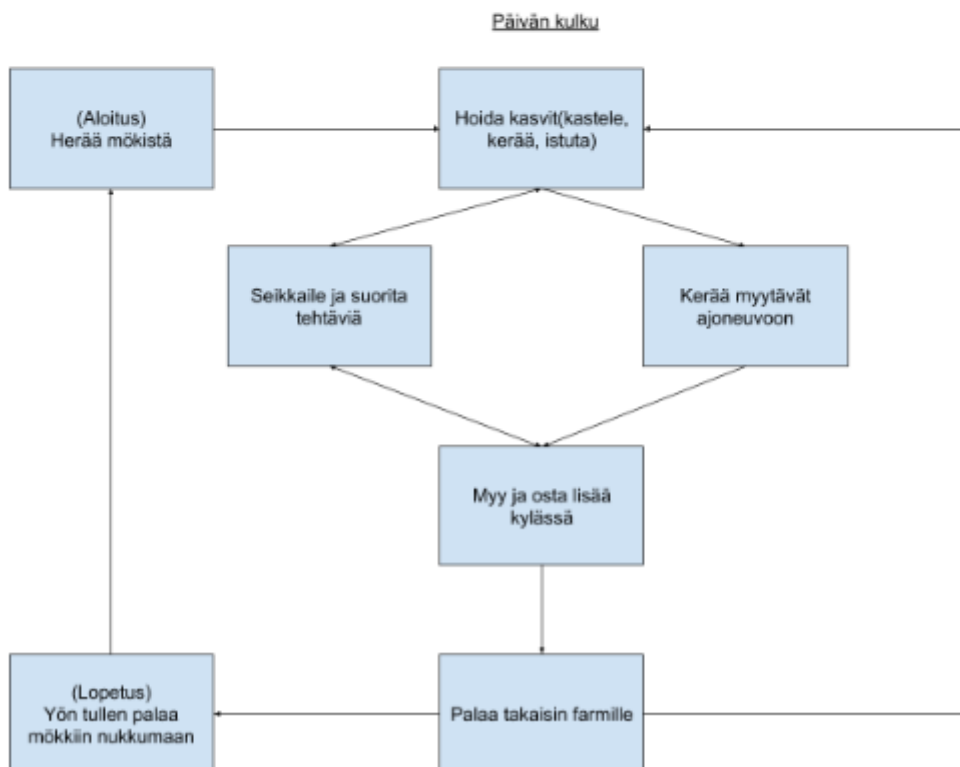 Päivän kulku
(Aloitus)
Herää mökistä
Hoida kasvit(kastele,
kerää, istuta)
Seikkaile ja suorita
tehtäviä
Kerää myytävät
ajoneuvoon
Myy ja osta lisää
kylässä
(Lopetus)
Yön tullen palaa
mökkiin nukkumaan
Palaa takaisin farmille